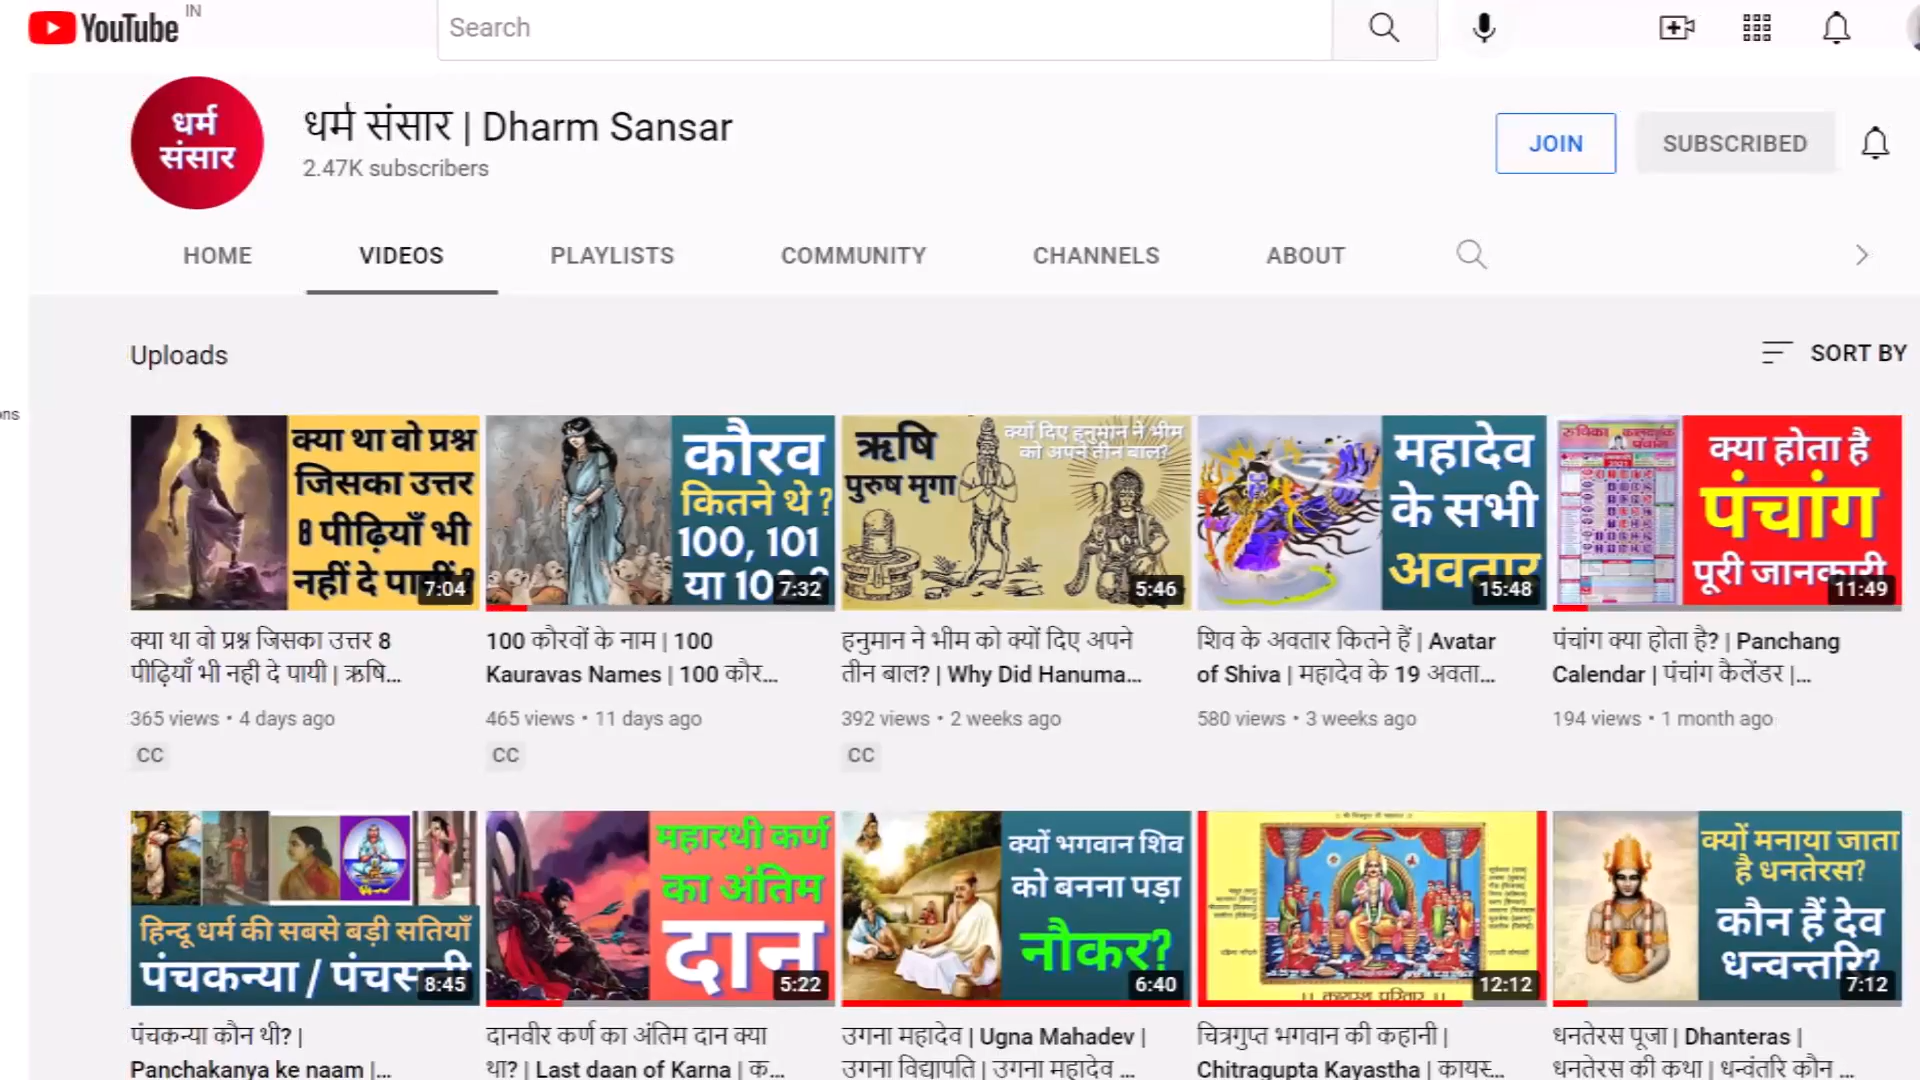 YouTube IN
Search
धर्म
संसार
धर्म संसार | Dharm Sansar
2.47K subscribers
JOIN
SUBSCRIBED
HOME
VIDEOS
PLAYLISTS
COMMUNITY
CHANNELS
ABOUT
Uploads
SORT BY
ons
क्या था वो प्रश्न
जिसका उत्तर
8 पीढ़ियाँ भी
नहीं दे
7:04
कौरव
कितने थे ?
100, 101
या
7:32
ऋषि
पुरुष मृगा
क्यों दिए हनुमान ने भीम
को अपने तीन बाल?
5:46
महादेव
के सभी
अवतार
15:48
क्या होता है
पंचांग
पूरी जानकारी
11:49
क्या था वो प्रश्न जिसका उत्तर 8
पीढ़ियाँ भी नही दे पायी | ऋषि...
365 views • 4 days ago
CC
100 कौरवों के नाम | 100
Kauravas Names | 100 कौर...
465 views • 11 days ago
CC
हनुमान ने भीम को क्यों दिए अपने
तीन बाल? | Why Did Hanuma...
392 views • 2 weeks ago
CC
शिव के अवतार कितने हैं | Avatar
of Shiva | महादेव के 19 अवता...
580 views • 3 weeks ago
पंचांग क्या होता है? | Panchang
Calendar | पंचांग कैलेंडर |...
194 views • 1 month ago
हिन्दू धर्म की सबसे बड़ी सतियाँ
पंचकन्या / पंचसती
8:45
महारथी कर्ण
का अंतिम
दान
5:22
क्यों भगवान शिव
को बनना पड़ा
नौकर?
6:40
|| कायस्थ परिवार ||
12:12
क्यों मनाया जाता
है धनतेरस?
कौन हैं देव
धन्वन्तरि?
7:12
पंचकन्या कौन थी? |
Panchakanya ke naam |...
दानवीर कर्ण का अंतिम दान क्या
था? | Last daan of Karna | क...
उगना महादेव | Ugna Mahadev |
उगना विद्यापति | उगना महादेव ...
चित्रगुप्त भगवान की कहानी |
Chitragupta Kayastha | कायस्...
धनतेरस पूजा | Dhanteras |
धनतेरस की कथा | धन्वंतरि कौन ...